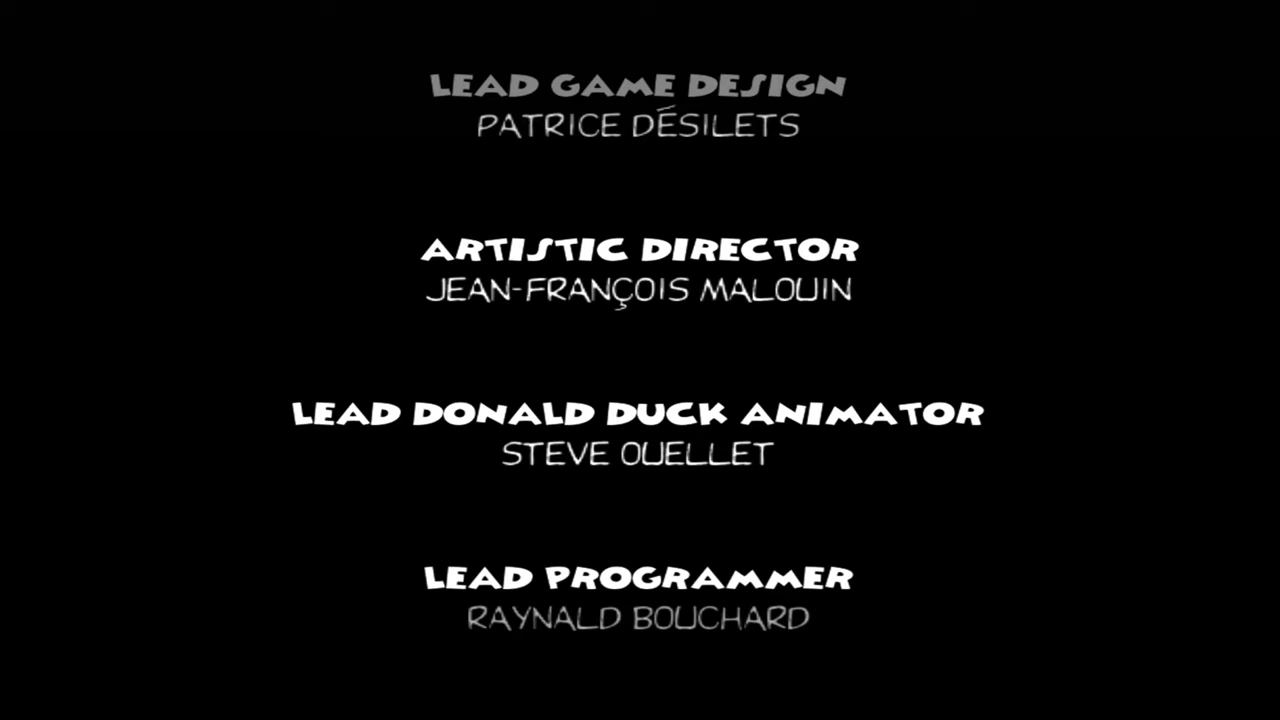 LEAD GAME DESIGN
PATRICE DÉSILETS
ARTISTIC DIRECTOR
JEAN-FRANÇOIS MALOUIN
LEAD DONALD DUCK ANIMATOR
STEVE OUELLET
LEAD PROGRAMMER
RAYNALD BOUCHARD